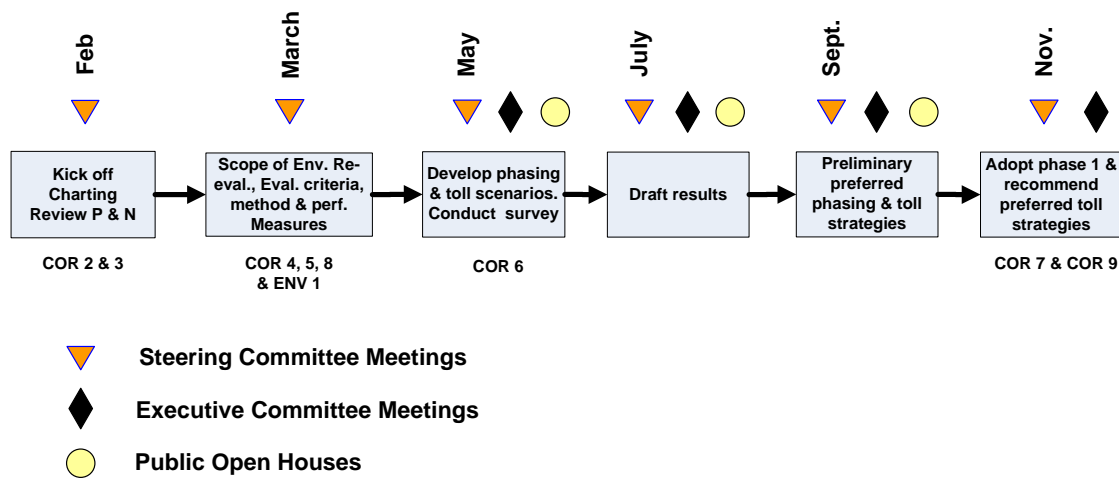 Feb
March
May
July
Sept.
Nov.
Kick off
Charting
Review P & N
Scope of Env. Re-
eval., Eval. criteria,
method & perf.
Measures
Develop phasing
& toll scenarios.
Conduct survey
Draft results
Preliminary
preferred
phasing & toll
strategies
Adopt phase 1 &
recommend
preferred toll
strategies
COR 2 & 3
COR 4, 5, 8
& ENV 1
COR 6
COR 7 & COR 9
Steering Committee Meetings
Executive Committee Meetings
Public Open Houses